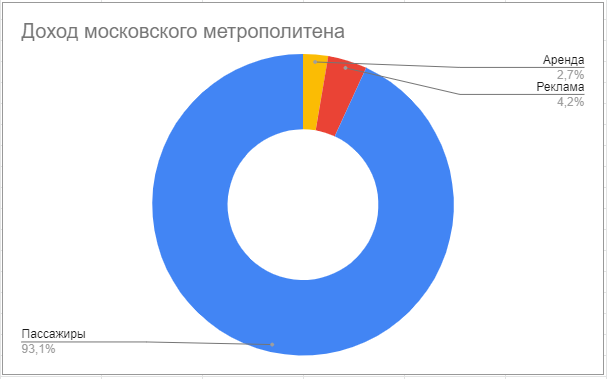 Доход московского метрополитена
Аренда
2,7%
Реклама
4,2%
Пассажиры
93,1%